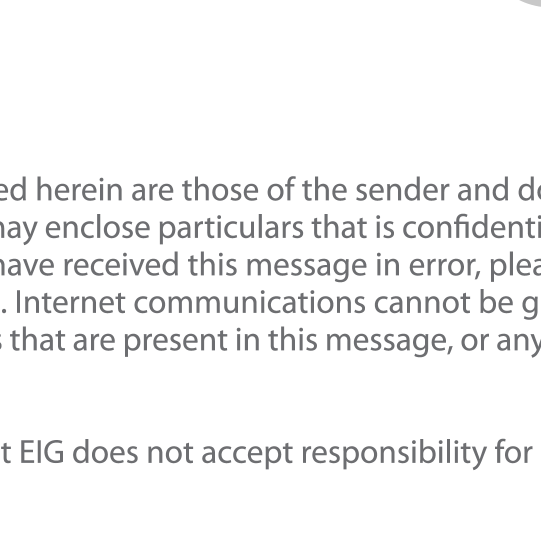 ed herein are those of the sender and do
may enclose particulars that is confidenti
have received this message in error, plea
. Internet communications cannot be g
s that are present in this message, or any
t EIG does not accept responsibility for